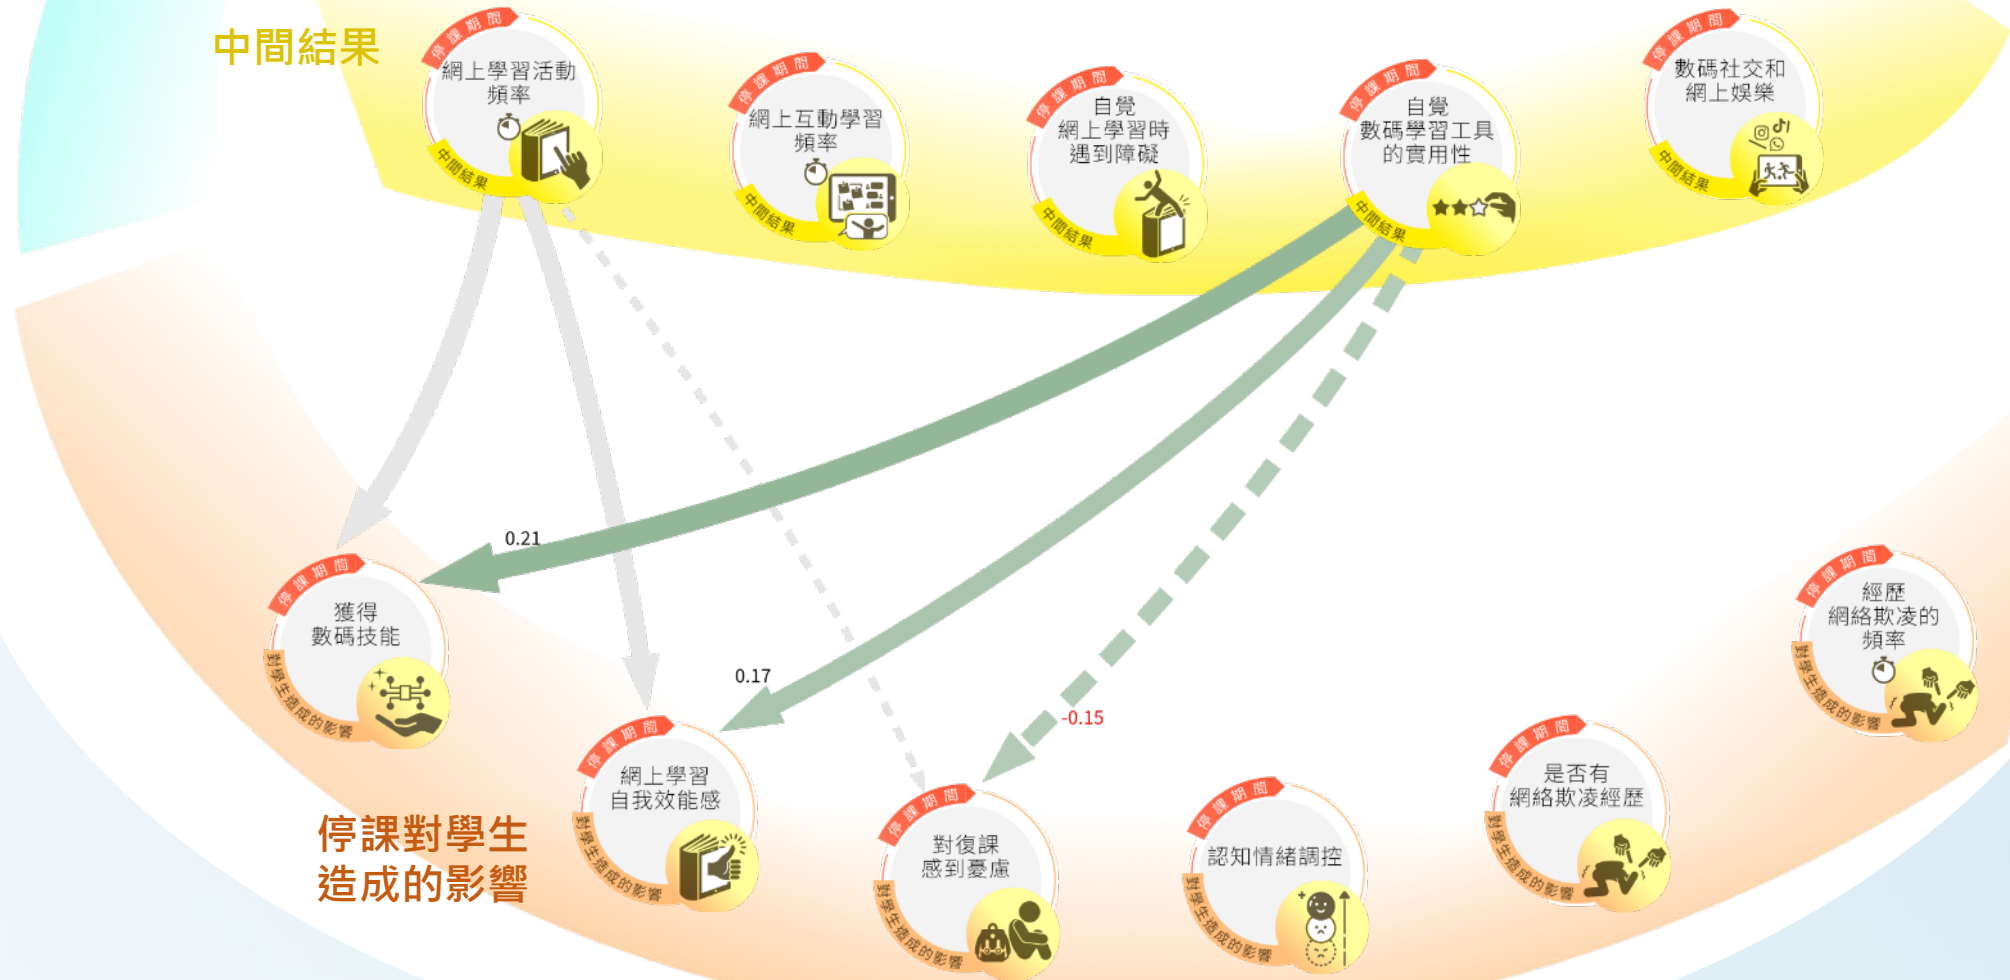 中間結果
停課期間
網上學習活動
頻率
中間結果
停課期間
網上互動學習
頻率
中間結果
停課期間
自覺
網上學習時
遇到障礙
中間結果
停課期間
自覺
數碼學習工具
的實用性
中間結果
停課期間
數碼社交和
網上娛樂
中間結果
0.21
0.17
-0.15
停課期間
獲得
數碼技能
對學生造成的影響
停課期間
網上學習
自我效能感
對學生造成的影響
停課期間
對復課
感到憂慮
對學生造成的影響
停課期間
認知情緒調控
對學生造成的影響
停課期間
是否有
網絡欺凌經歷
對學生造成的影響
停課期間
經歷
網絡欺凌的
頻率
對學生造成的影響
停課對學生
造成的影響